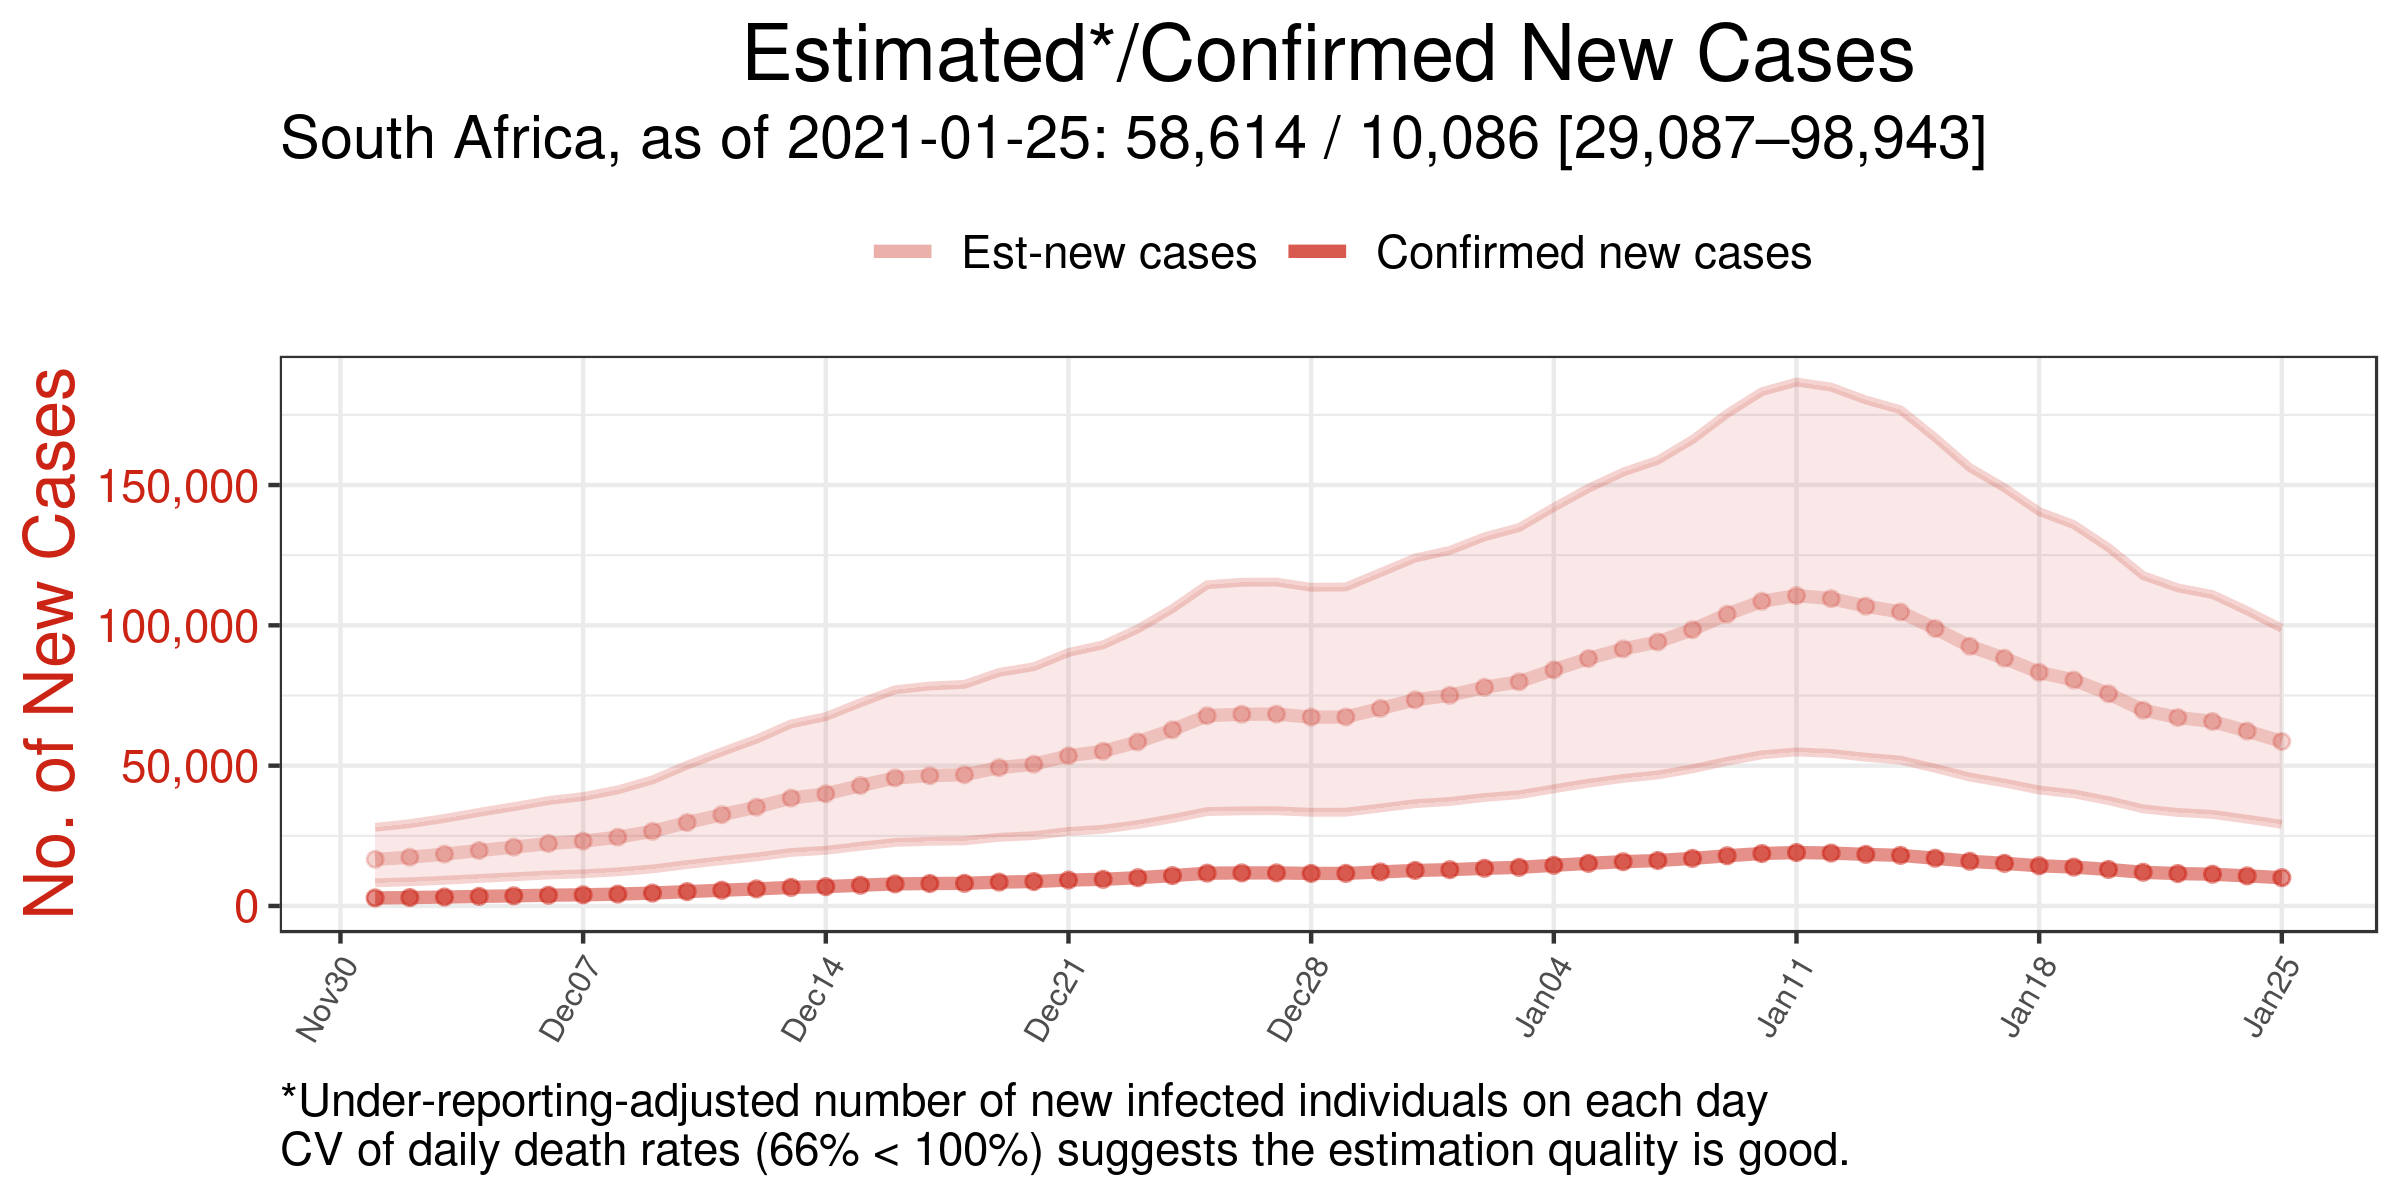 Estimated*/Confirmed New Cases
South Africa, as of 2021-01-25: 58,614 / 10,086 [29,087–98,943]
Est-new cases
Confirmed new cases
No. of New Cases
150,000
100,000
50,000
0
Nov30
Dec07
Dec14
Dec21
Dec28
Jan04
Jan11
Jan18
Jan25
*Under-reporting-adjusted number of new infected individuals on each day
CV of daily death rates (66% < 100%) suggests the estimation quality is good.